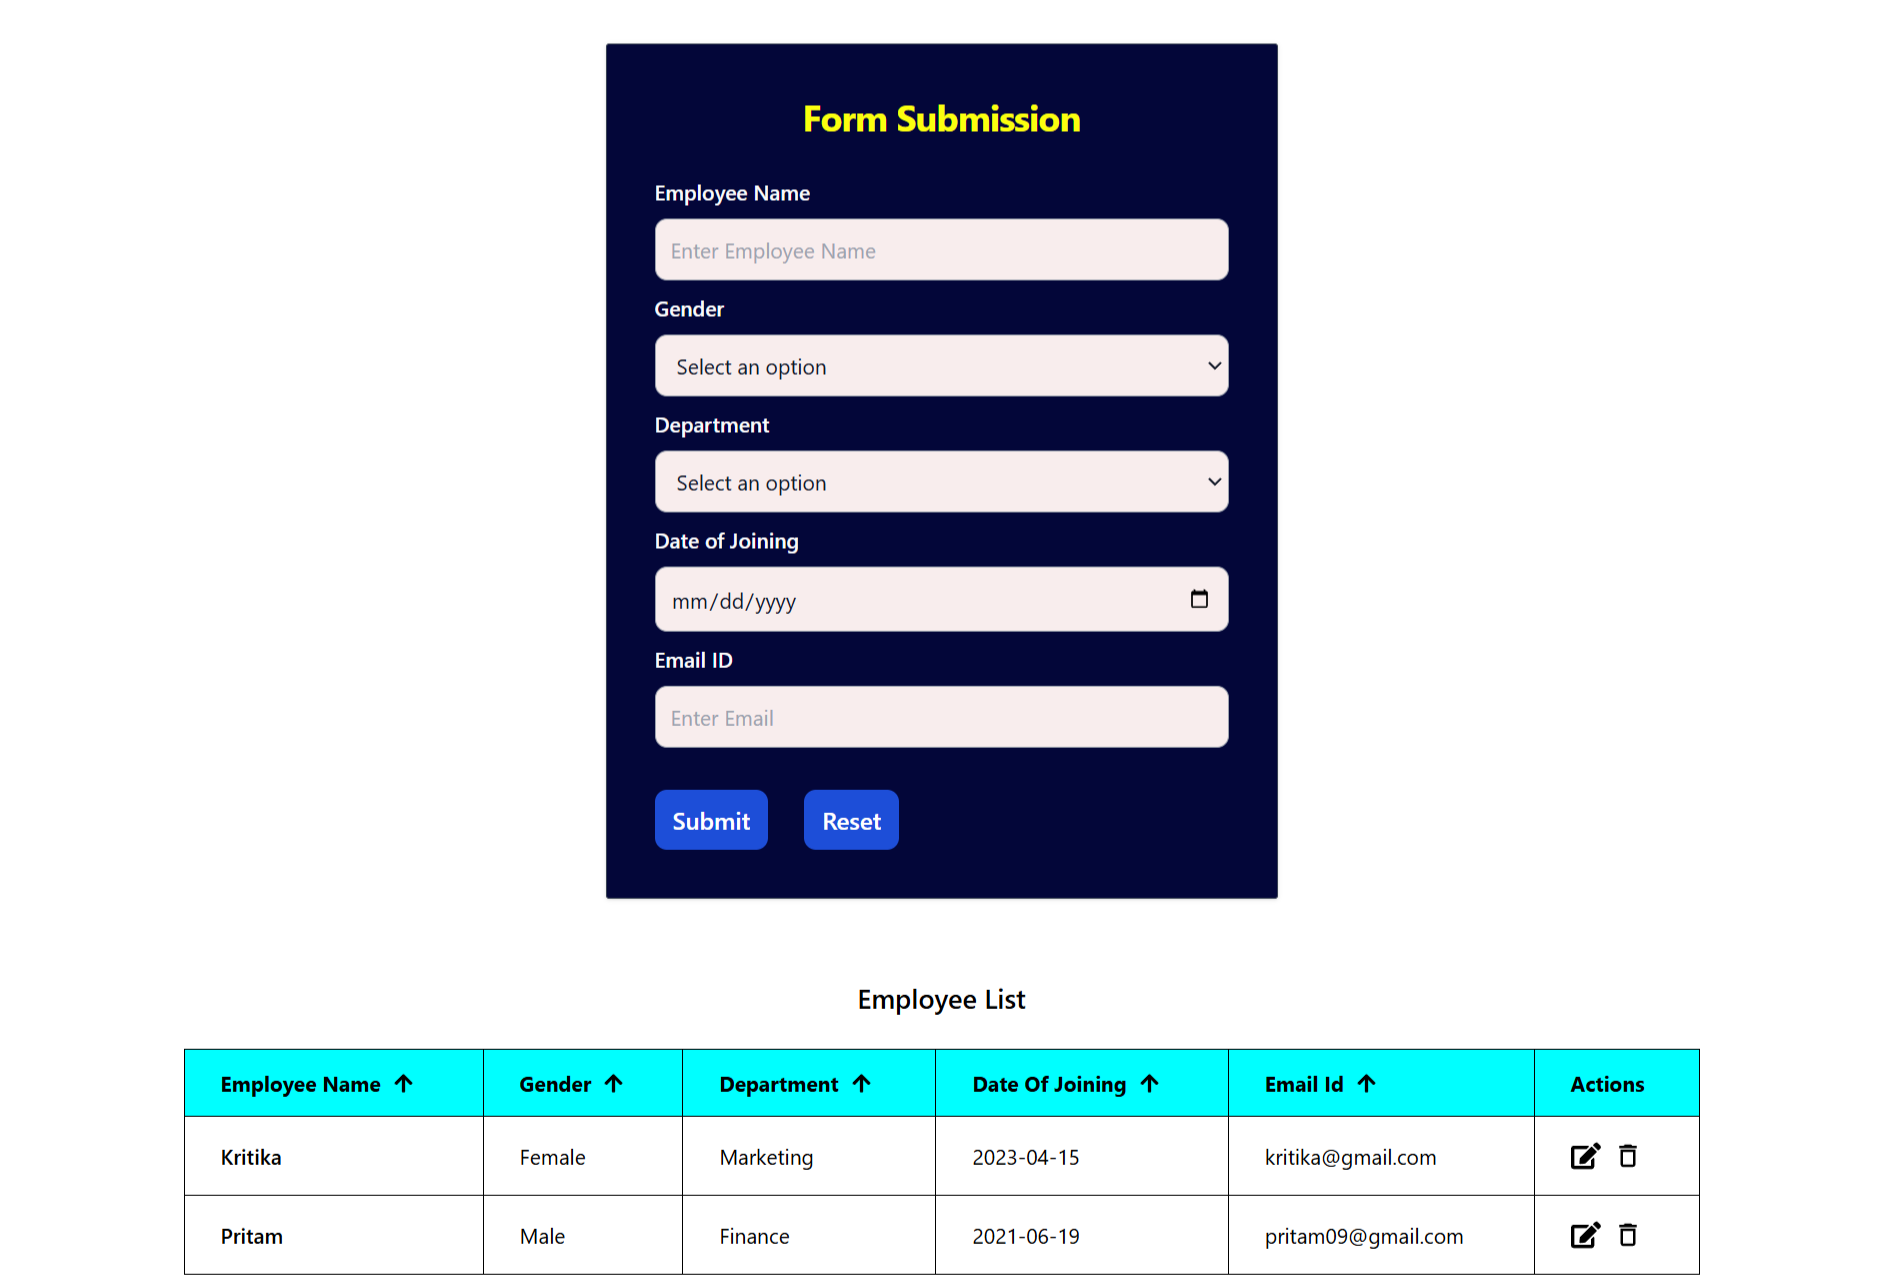 Form Submission
Employee Name
Enter Employee Name
Gender
Select an option
Department
Select an option
Date of Joining
mm/dd/yyyy
Email ID
Enter Email
Submit Reset
Employee List
Employee Name Gender Department Date Of Joining Email Id Actions
Kritika Female Marketing 2023-04-15 kritika@gmail.com
Pritam Male Finance 2021-06-19 pritam09@gmail.com